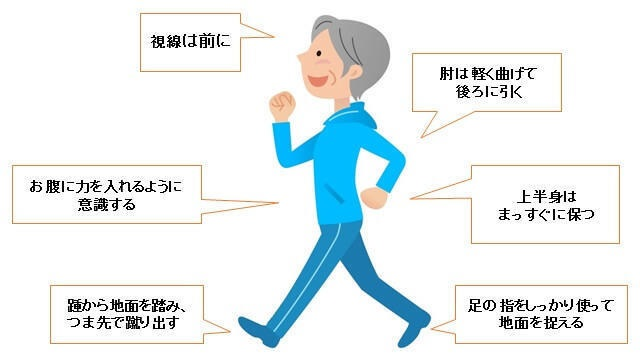 視線は前に
肘は軽く曲げて
後ろに引く
お腹に力を入れるように
意識する
上半身は
まっすぐに保つ
踵から地面を踏み、
つま先で蹴り出す
足の指をしっかり使って
地面を捉える